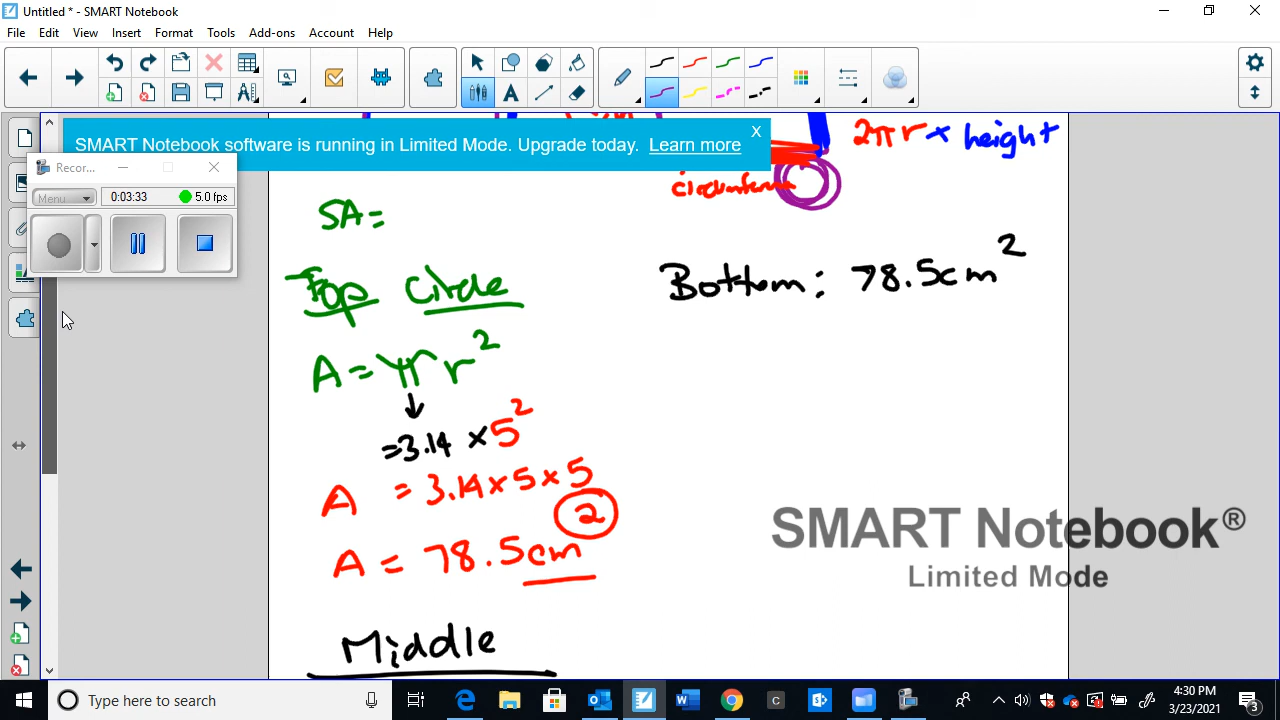 Untitled * - SMART Notebook
File Edit View Insert Format Tools Add-ons Account Help
SMART Notebook software is running in Limited Mode. Upgrade today. Learn more X
2πr × height
Recor...
Menu 0:03:33 5.0 fps
SA =
Top Circle
Bottom: 78.5cm²
A = πr²
= 3.14 × 5²
A = 3.14 × 5 × 5
A = 78.5cm²
Middle
SMART Notebook®
Limited Mode
Type here to search
4:30 PM
3/23/2021
3